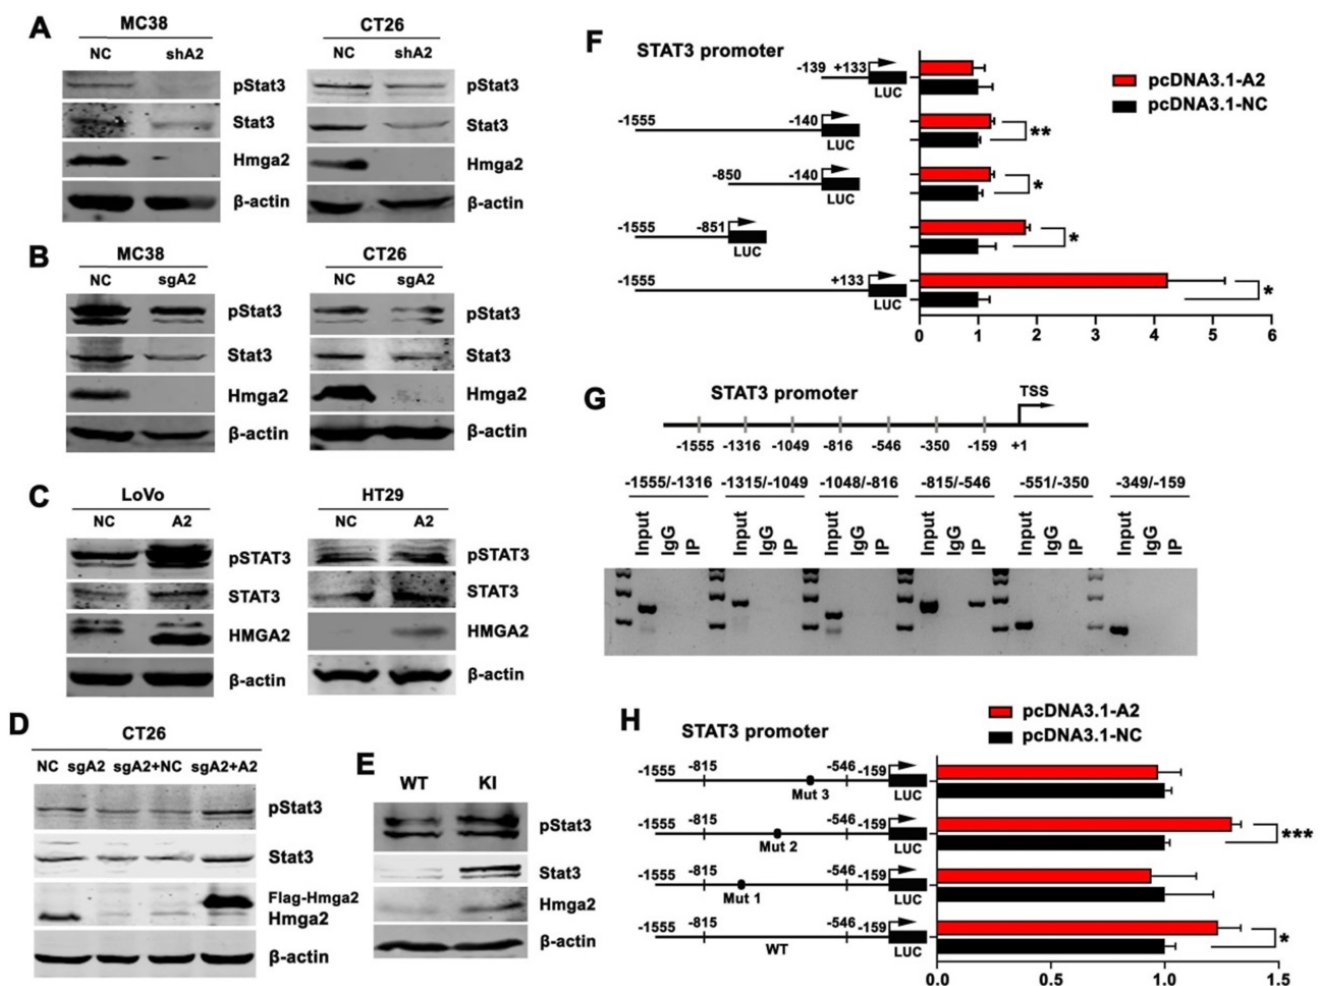 A
MC38
NC shA2
pStat3
Stat3
Hmga2
β-actin
CT26
NC shA2
pStat3
Stat3
Hmga2
β-actin
B
MC38
NC sgA2
pStat3
Stat3
Hmga2
β-actin
CT26
NC sgA2
pStat3
Stat3
Hmga2
β-actin
C
LoVo
NC A2
pSTAT3
STAT3
HMGA2
β-actin
HT29
NC A2
pSTAT3
STAT3
HMGA2
β-actin
D
CT26
NC sgA2 sgA2+NC sgA2+A2
pStat3
Stat3
Flag-Hmga2
Hmga2
β-actin
E
WT KI
pStat3
Stat3
Hmga2
β-actin
F
STAT3 promoter
pcDNA3.1-A2
pcDNA3.1-NC
-139 +133
LUC
-1555 -140
LUC
**
-850 -140
LUC
*
-1555 -851
LUC
*
-1555 +133
LUC
*
0 1 2 3 4 5 6
G
STAT3 promoter
TSS
-1555 -1316 -1049 -816 -546 -350 -159 +1
-1555/-1316 -1315/-1049 -1048/-816 -815/-546 -551/-350 -349/-159
Input IgG IP Input IgG IP Input IgG IP Input IgG IP Input IgG IP Input IgG IP
H
STAT3 promoter
pcDNA3.1-A2
pcDNA3.1-NC
-1555 -815 -546 -159
Mut 3
LUC
-1555 -815 -546 -159
Mut 2
LUC
***
-1555 -815 -546 -159
Mut 1
LUC
-1555 -815 -546 -159
WT
LUC
*
0.0 0.5 1.0 1.5